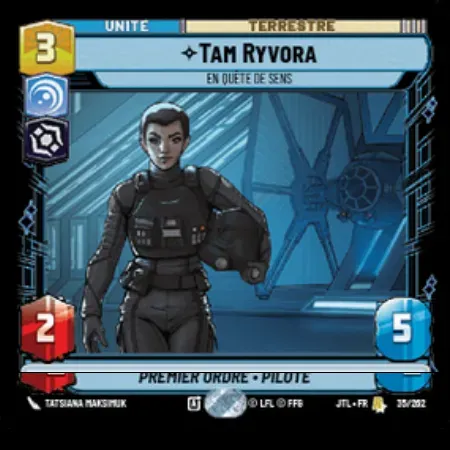 UNITÉ
TERRESTRE
3
TAM RYVORA
EN QUÊTE DE SENS
2
5
PREMIER ORDRE • PILOTE
TATSIANA MAKSIMUK
© LFL © FFG
JTL • FR
35/262